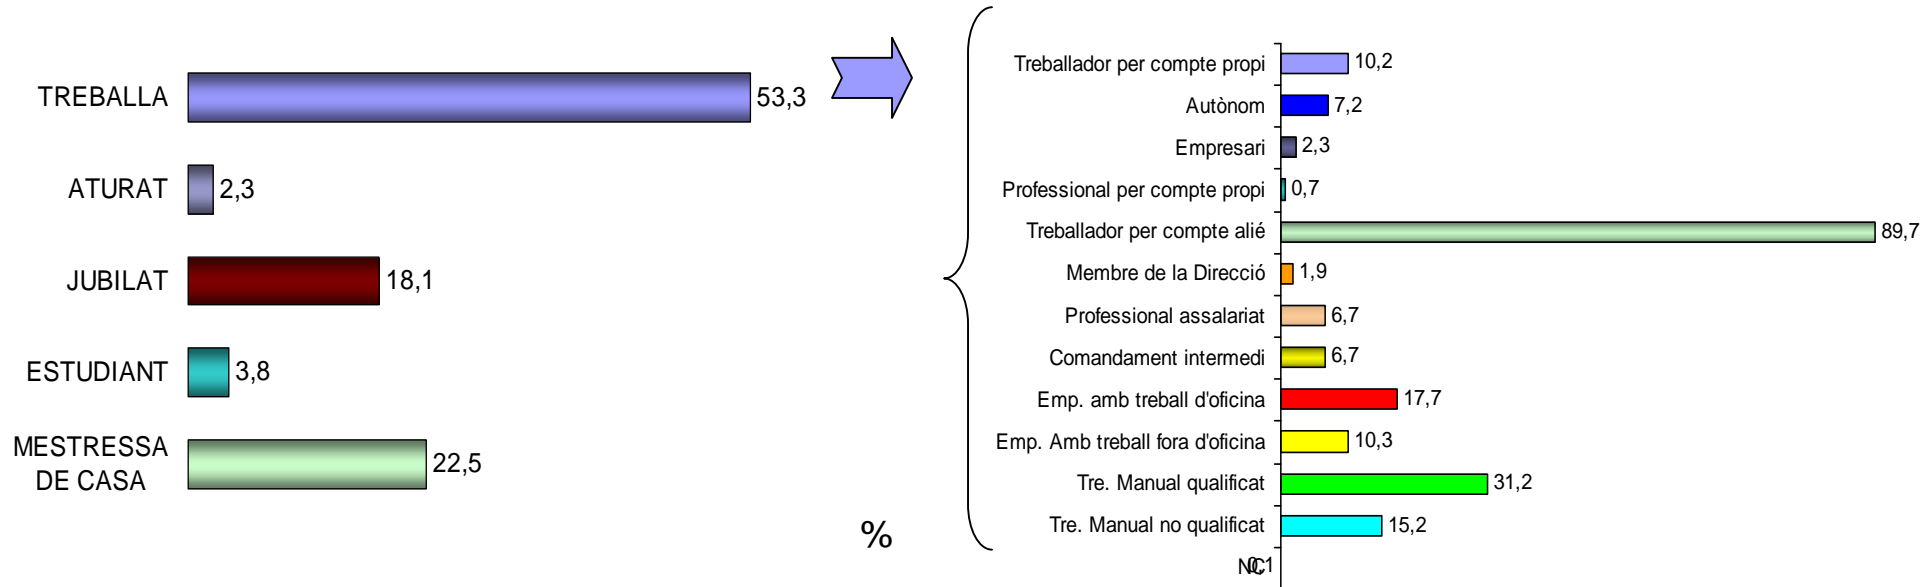 TREBALLA 53,3
ATURAT 2,3
JUBILAT 18,1
ESTUDIANT 3,8
MESTRESSA
DE CASA 22,5
%
Treballador per compte propi 10,2
Autònom 7,2
Empresari 2,3
Professional per compte propi 0,7
Treballador per compte alié 89,7
Membre de la Direcció 1,9
Professional assalariat 6,7
Comandament intermedi 6,7
Emp. amb treball d'oficina 17,7
Emp. Amb treball fora d'oficina 10,3
Tre. Manual qualificat 31,2
Tre. Manual no qualificat 15,2
NC 0,1